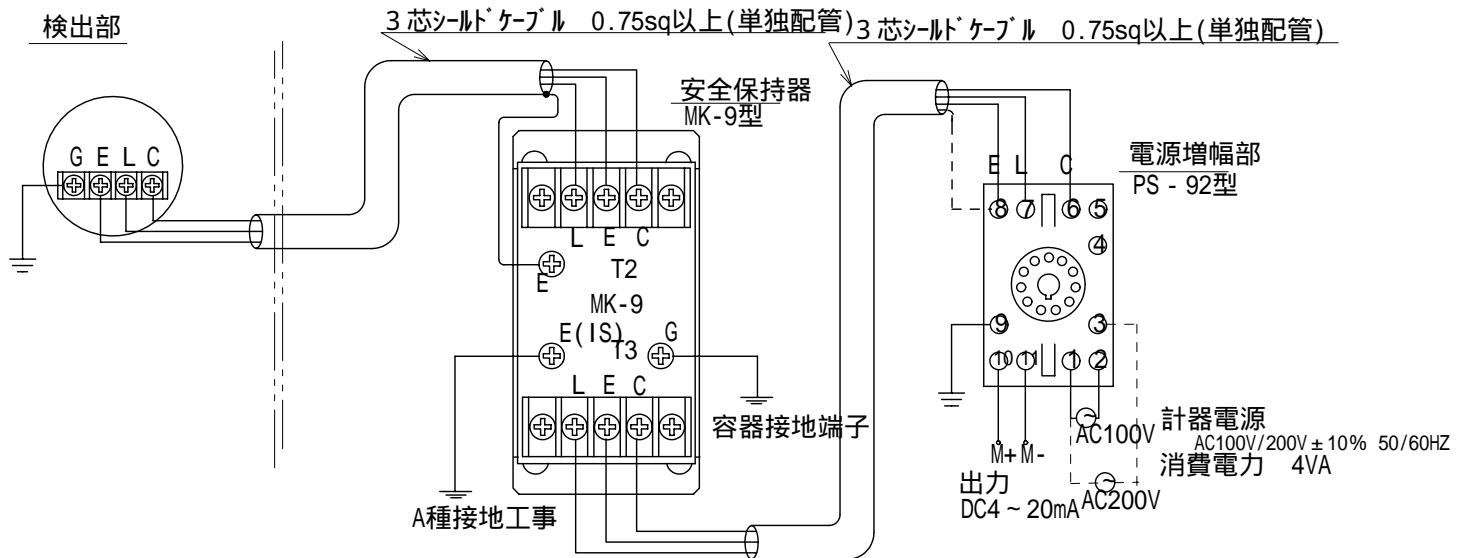 検出部
3芯シールドケーブル 0.75sq以上(単独配管)
3芯シールドケーブル 0.75sq以上(単独配管)
安全保持器
MK-9型
G E L C
電源増幅部
PS - 92型
E L C
8 7 6 5
4
L E C
E
T2
MK-9
E(IS)
T3
G
9 3
10 11 1 2
L E C
容器接地端子
A種接地工事
M+ M-
出力
DC4~20mA
AC100V
AC200V
計器電源
AC100V/200V±10% 50/60HZ
消費電力 4VA